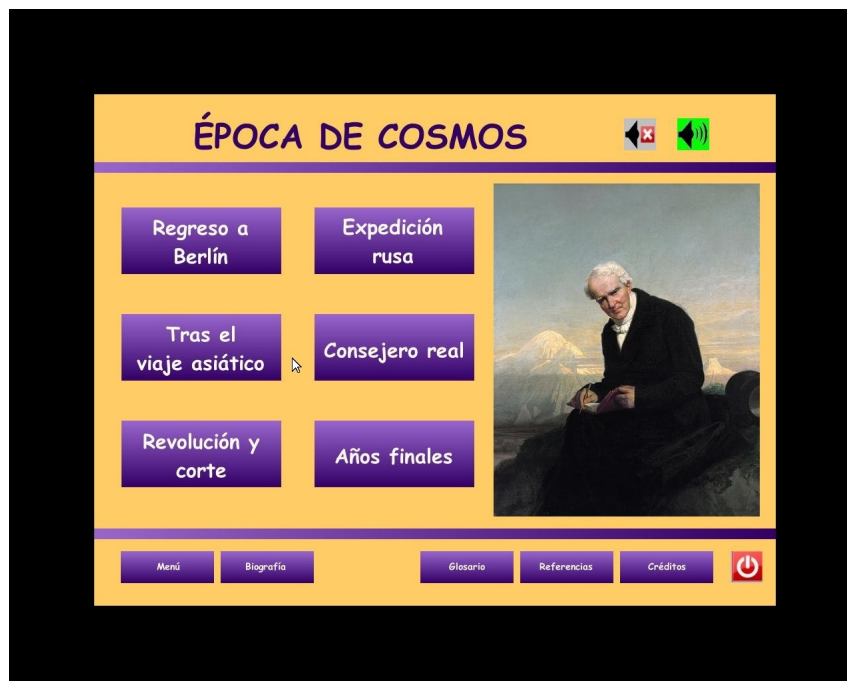 ÉPOCA DE COSMOS
Regreso a
Berlín
Expedición
rusa
Tras el
viaje asiático
Consejero real
Revolución y
corte
Años finales
Menú
Biografía
Glosario
Referencias
Créditos